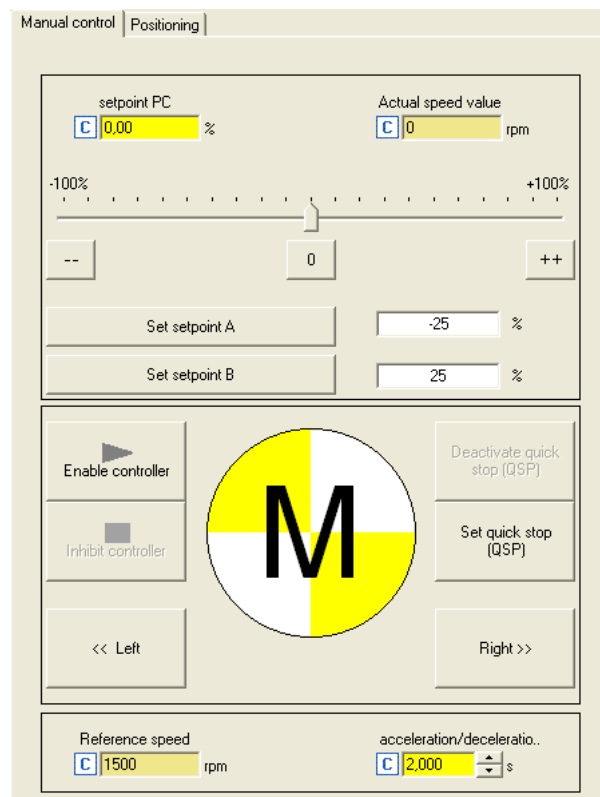 Manual control Positioning
setpoint PC Actual speed value
C 0,00 % C 0 rpm
-100% +100%
-- 0 ++
Set setpoint A -25 %
Set setpoint B 25 %
Enable controller
Deactivate quick
stop (QSP)
M
Inhibit controller
Set quick stop
(QSP)
<< Left Right >>
Reference speed acceleration/deceleratio..
C 1500 rpm C 2,000 s